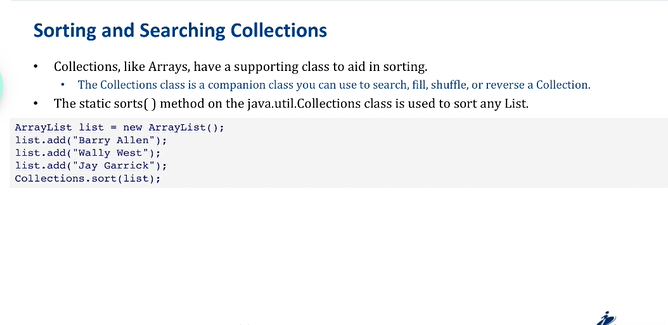 Sorting and Searching Collections
• Collections, like Arrays, have a supporting class to aid in sorting.
• The Collections class is a companion class you can use to search, fill, shuffle, or reverse a Collection.
• The static sorts( ) method on the java.util.Collections class is used to sort any List.
ArrayList list = new ArrayList();
list.add("Barry Allen");
list.add("Wally West");
list.add("Jay Garrick");
Collections.sort(list);